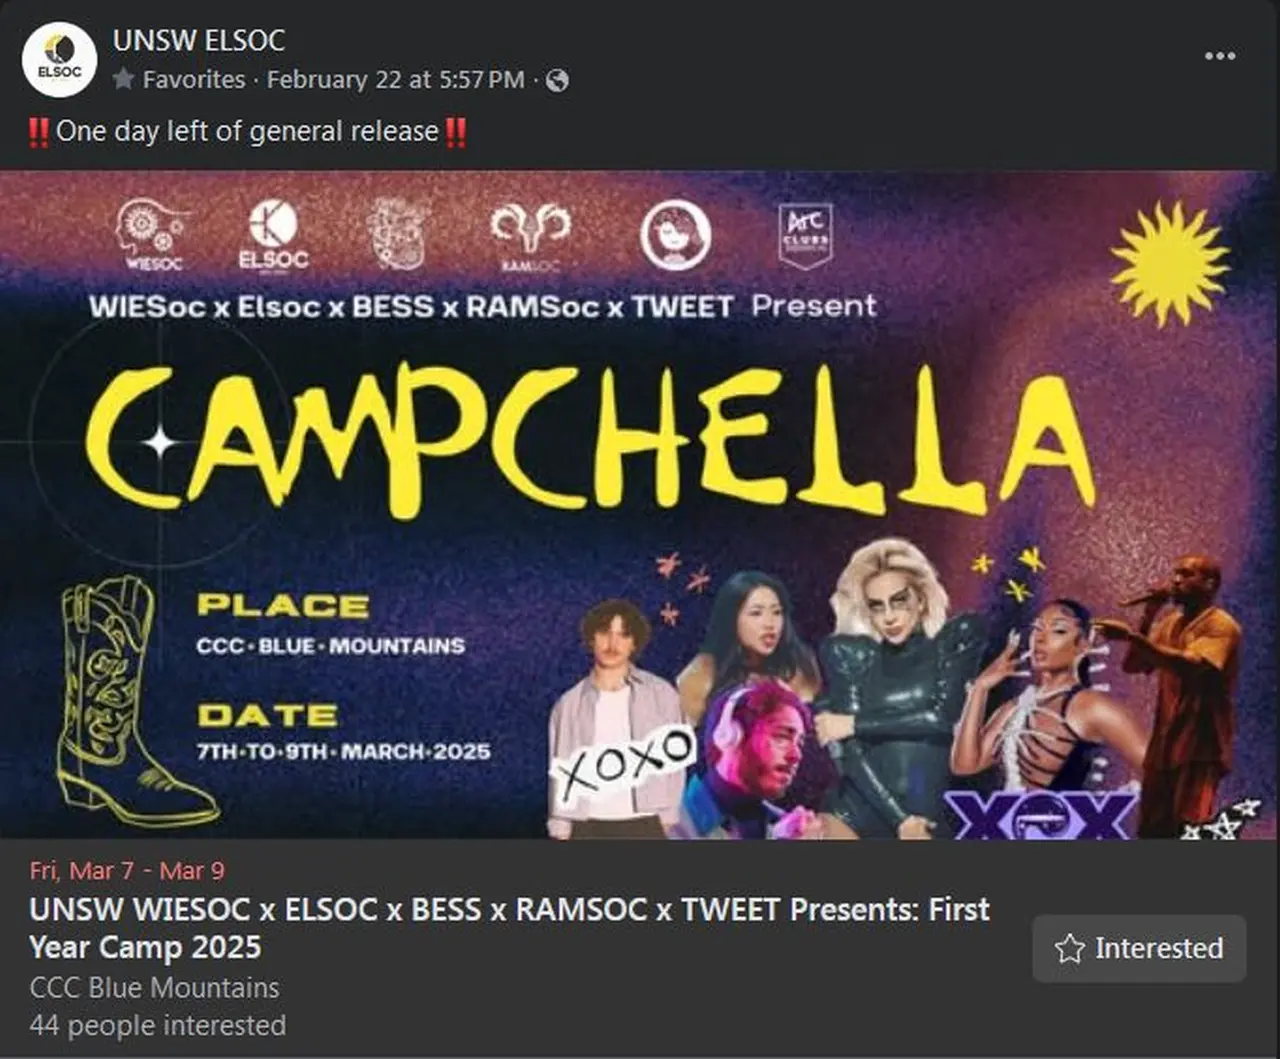 UNSW ELSOC
Favorites · February 22 at 5:57 PM ·
‼️One day left of general release‼️
ELSOC
WIESOC
ELSOC
RAMSOC
ArC
CLUBS
WIESoc x Elsoc x BESS x RAMSoc x TWEET Present
CAMPCHELLA
PLACE
CCC•BLUE•MOUNTAINS
DATE
7TH•TO•9TH•MARCH•2025
XOXO
XOX
Fri, Mar 7 - Mar 9
UNSW WIESOC x ELSOC x BESS x RAMSOC x TWEET Presents: First
Year Camp 2025
Interested
CCC Blue Mountains
44 people interested